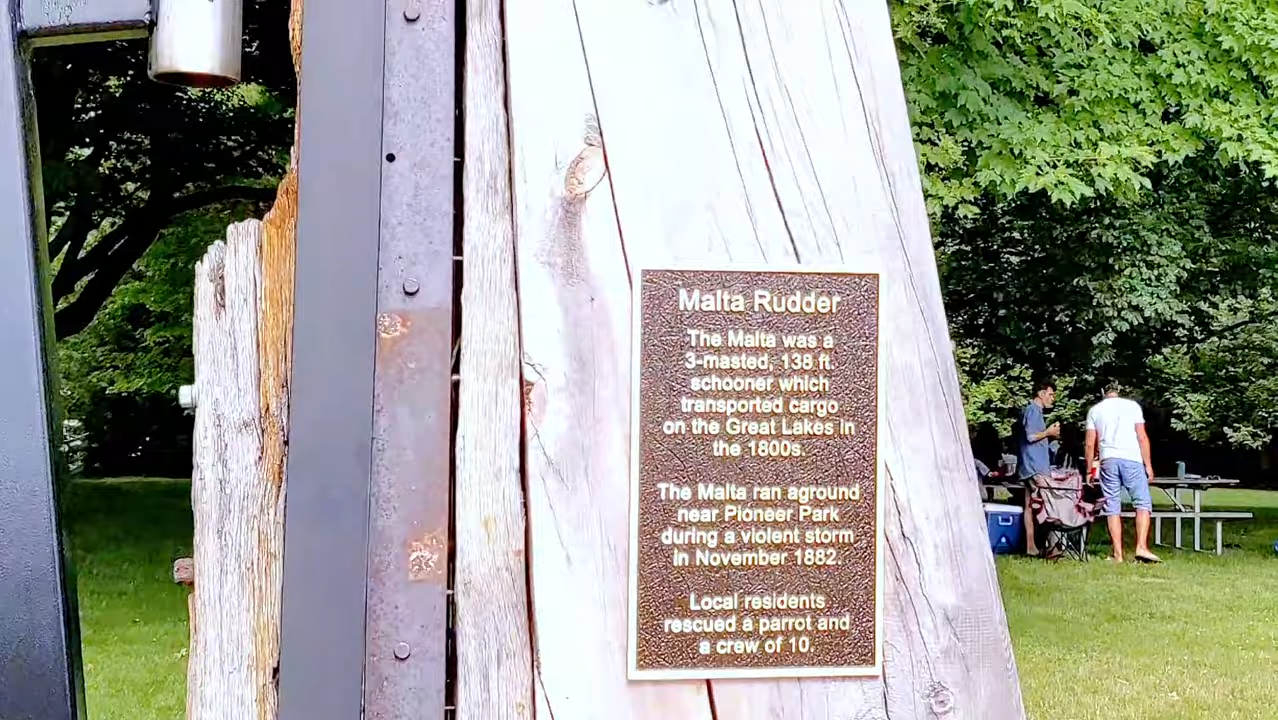 Malta Rudder
The Malta was a
3-masted, 138 ft.
schooner which
transported cargo
on the Great Lakes in
the 1800s.
The Malta ran aground
near Pioneer Park
during a violent storm
in November 1882.
Local residents
rescued a parrot and
a crew of 10.